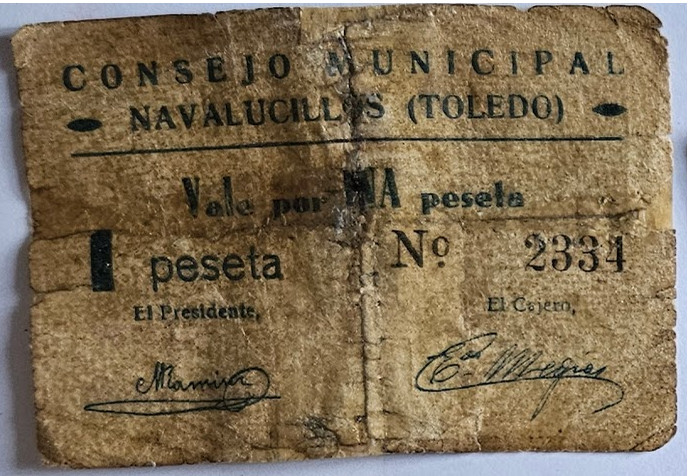 CONSEJO MUNICIPAL
NAVALUCILLOS (TOLEDO)
Vale por UNA peseta
1 peseta Nº 2334
El Presidente, El Cajero,